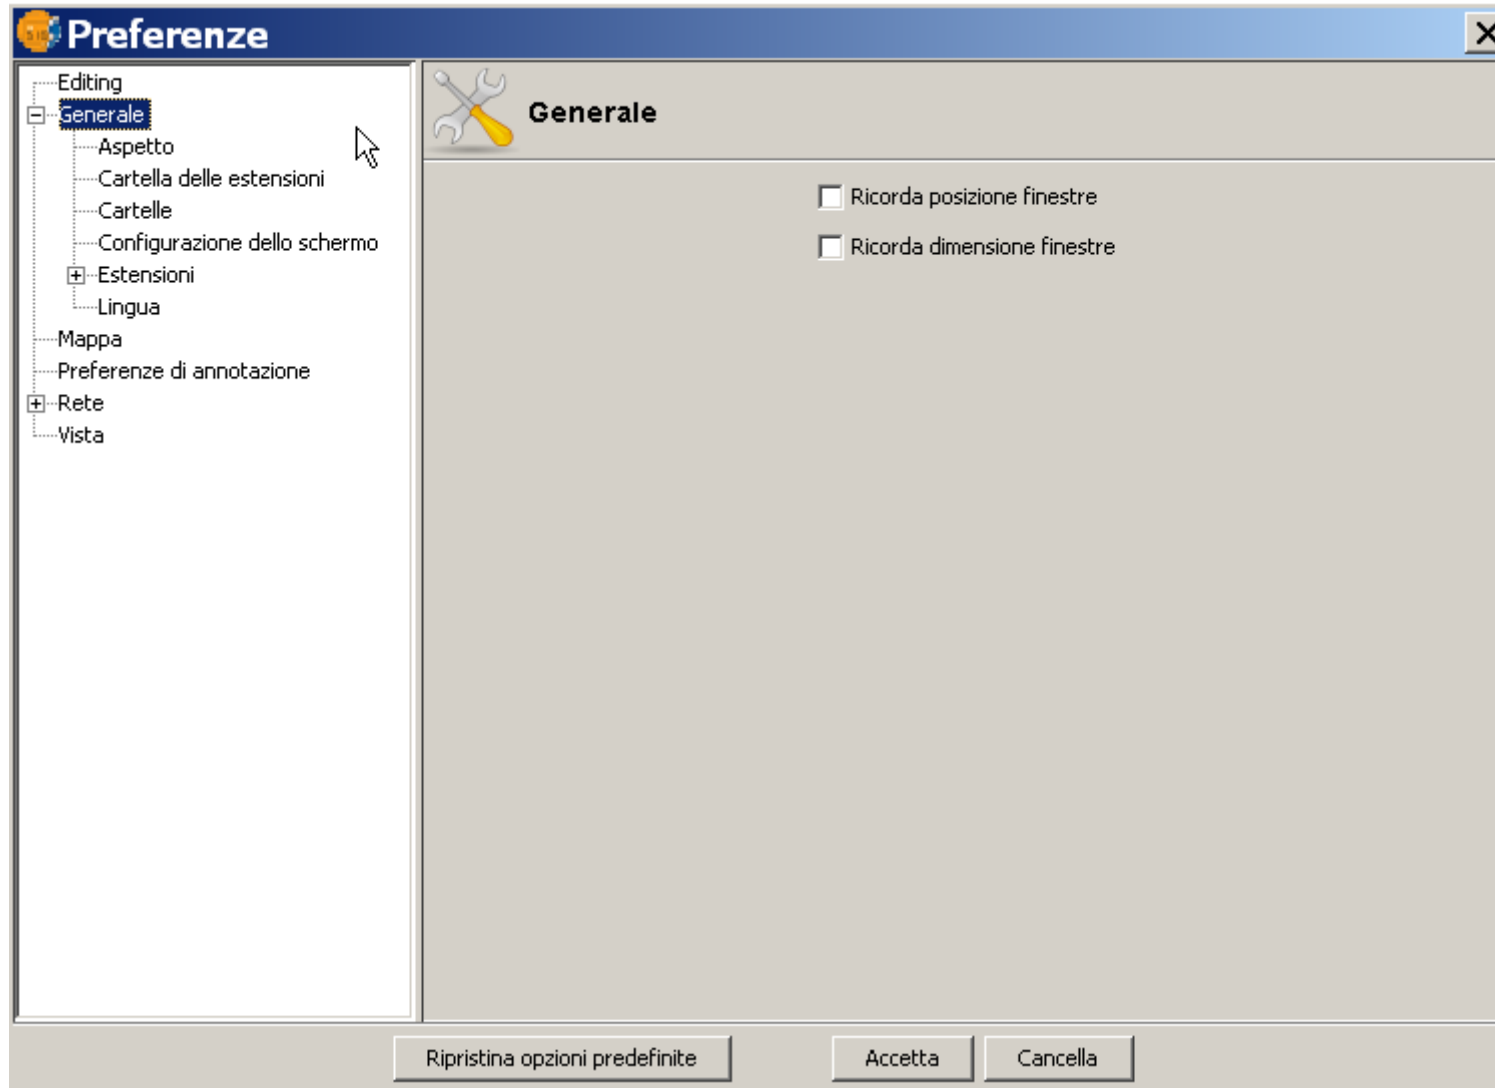 Preferenze
Editing
Generale
Aspetto
Cartella delle estensioni
Cartelle
Configurazione dello schermo
Estensioni
Lingua
Mappa
Preferenze di annotazione
Rete
Vista
Generale
Ricorda posizione finestre
Ricorda dimensione finestre
Ripristina opzioni predefinite
Accetta
Cancella